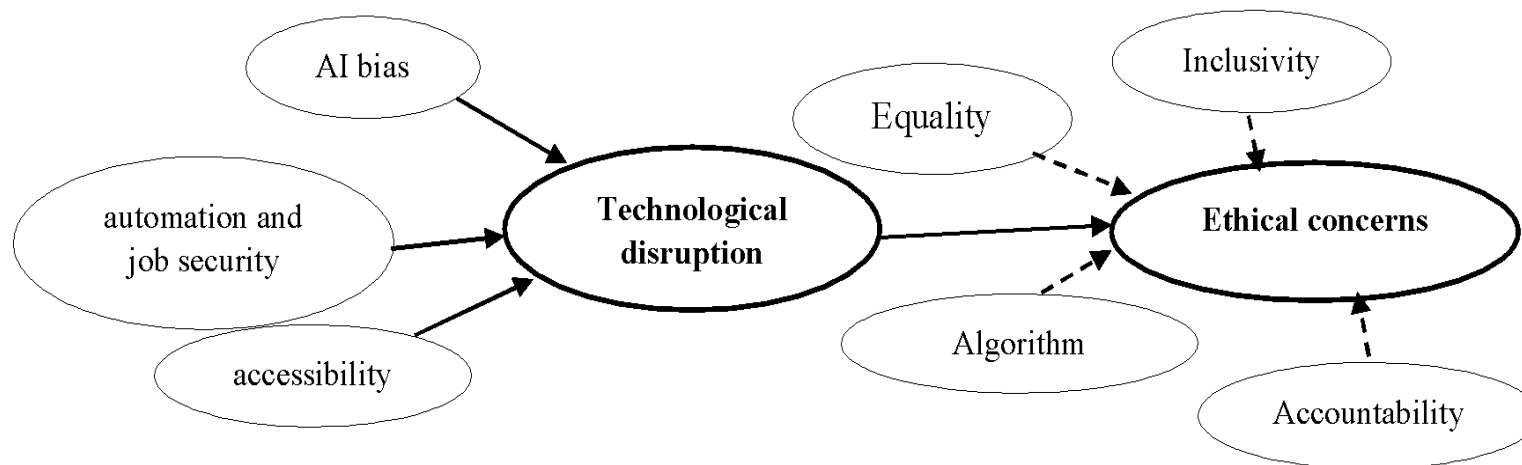 AI bias
automation and
job security
accessibility
Technological
disruption
Equality
Inclusivity
Ethical concerns
Algorithm
Accountability